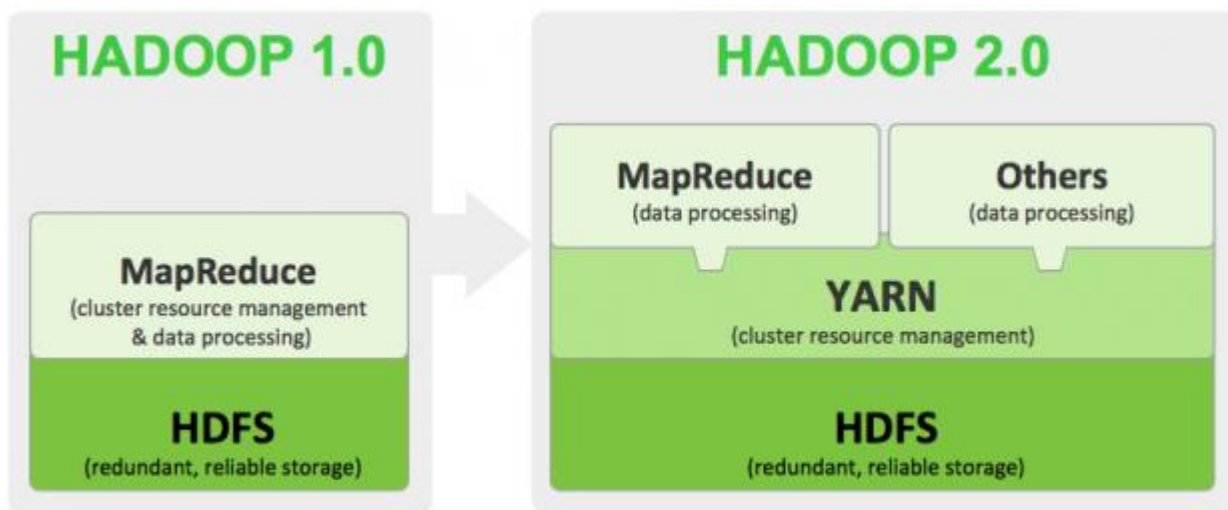 HADOOP 1.0
MapReduce
(cluster resource management
& data processing)
HDFS
(redundant, reliable storage)
HADOOP 2.0
MapReduce
(data processing)
Others
(data processing)
YARN
(cluster resource management)
HDFS
(redundant, reliable storage)